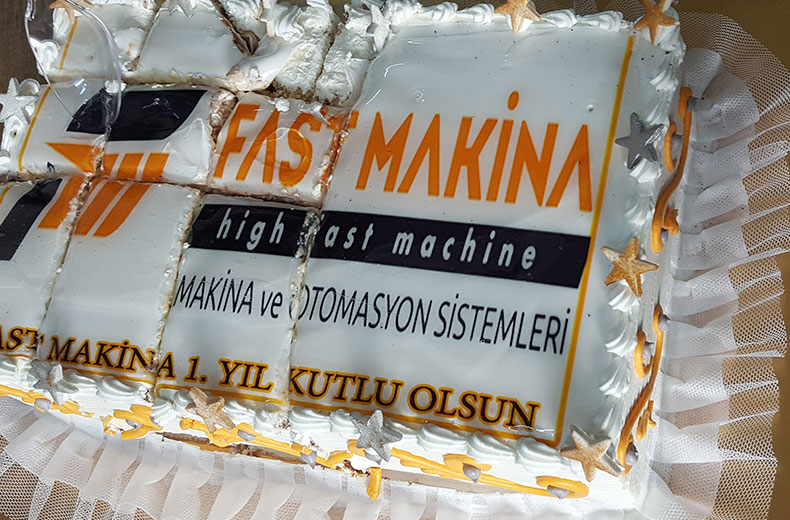 FAST MAKİNA
high fast machine
MAKİNA ve OTOMASYON SİSTEMLERİ
FAST MAKİNA 1. YIL KUTLU OLSUN